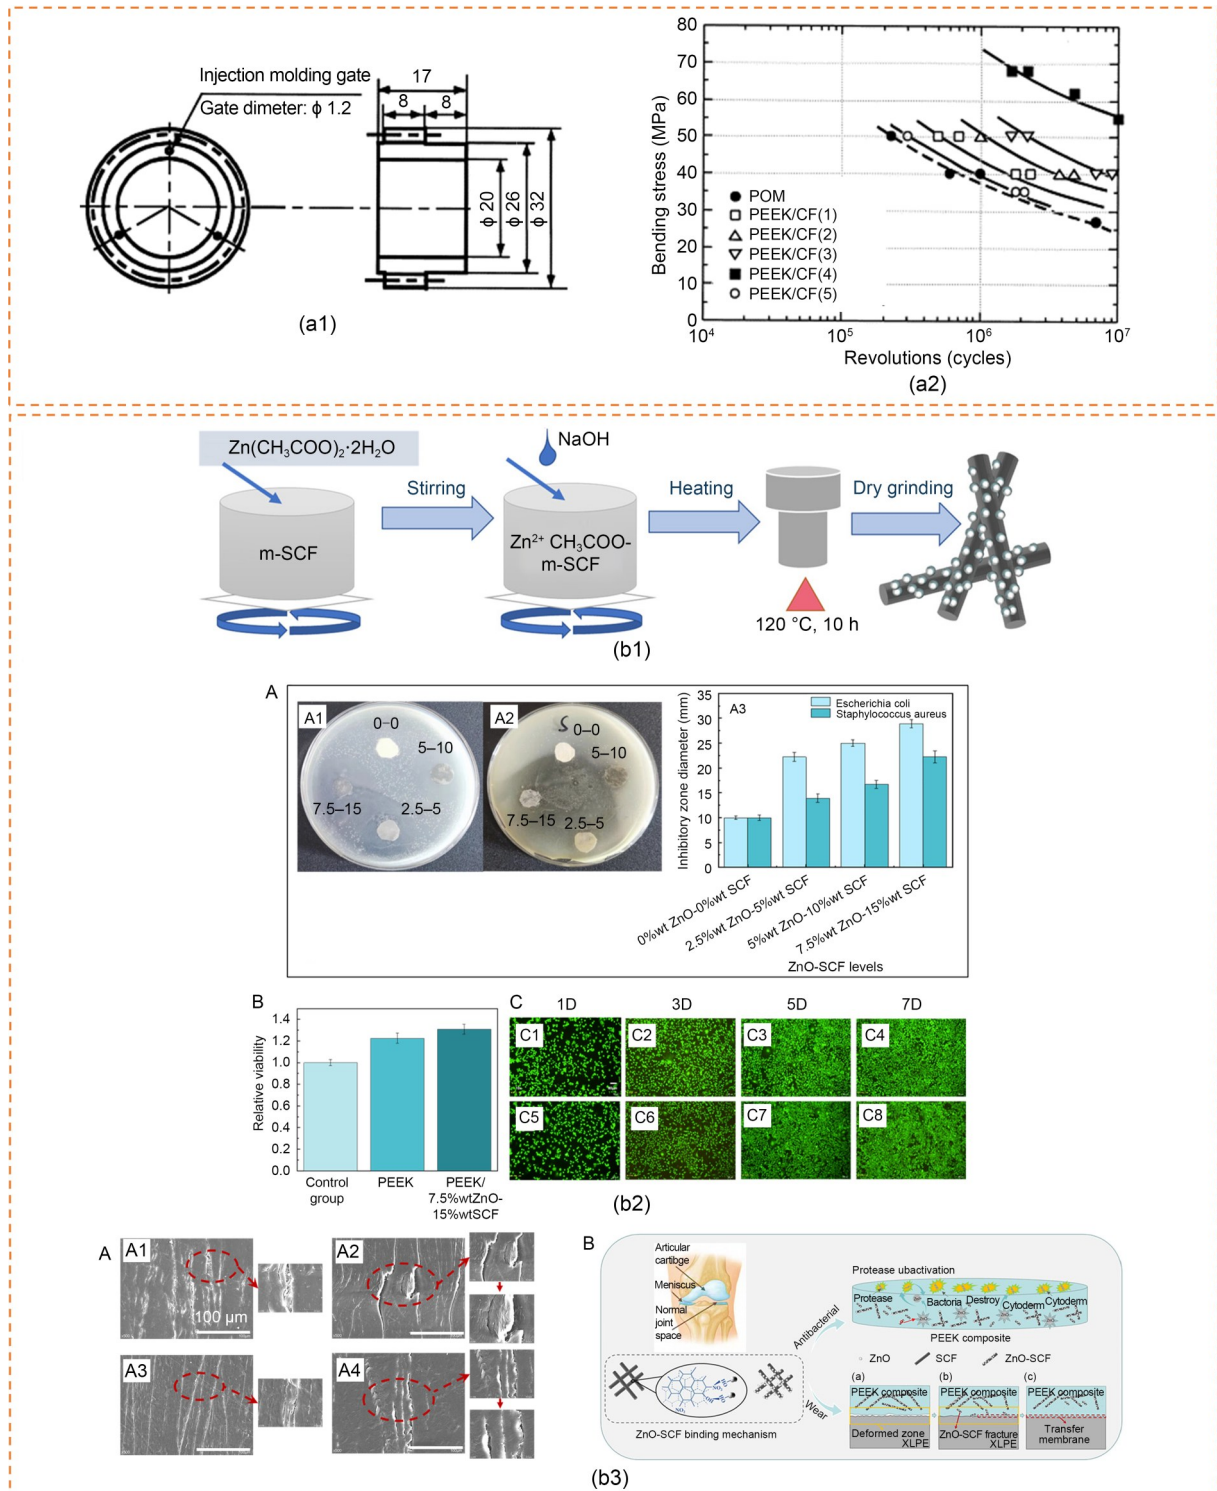 Injection molding gate
Gate dimeter: ϕ 1.2
17
8
8
ϕ 20
ϕ 26
ϕ 32
(a1)
80
70
60
50
40
30
20
10
0
Bending stress (MPa)
POM
PEEK/CF(1)
PEEK/CF(2)
PEEK/CF(3)
PEEK/CF(4)
PEEK/CF(5)
10⁴
10⁵
10⁶
10⁷
Revolutions (cycles)
(a2)
Zn(CH₃COO)₂·2H₂O
m-SCF
Stirring
NaOH
Zn²⁺ CH₃COO-
m-SCF
Heating
120 °C, 10 h
Dry grinding
(b1)
A
A1
0–0
5–10
7.5–15
2.5–5
A2
S
0–0
5–10
7.5–15
2.5–5
A3
Escherichia coli
Staphylococcus aureus
35
30
25
20
15
10
5
0
Inhibitory zone diameter (mm)
0%wt ZnO-0%wt SCF
2.5%wt ZnO-5%wt SCF
5%wt ZnO-10%wt SCF
7.5%wt ZnO-15%wt SCF
ZnO-SCF levels
B
1.4
1.2
1.0
0.8
0.6
0.4
0.2
0.0
Relative viability
Control
group
PEEK
PEEK/
7.5%wtZnO-
15%wtSCF
C
1D
3D
5D
7D
C1
C2
C3
C4
C5
C6
C7
C8
(b2)
A
A1
100 μm
A2
A3
A4
B
Articular
cartibge
Meniscus
Normal
joint
space
ZnO-SCF binding mechanism
Antibacterial
Wear
Protease ubactivation
Protease
Bactoria
Destroy
Cytoderm
Cytoderm
PEEK composite
ZnO
SCF
ZnO-SCF
(a)
PEEK composite
Deformed zone
XLPE
(b)
PEEK composite
ZnO-SCF fracture
XLPE
(c)
PEEK composite
Transfer
membrane
(b3)